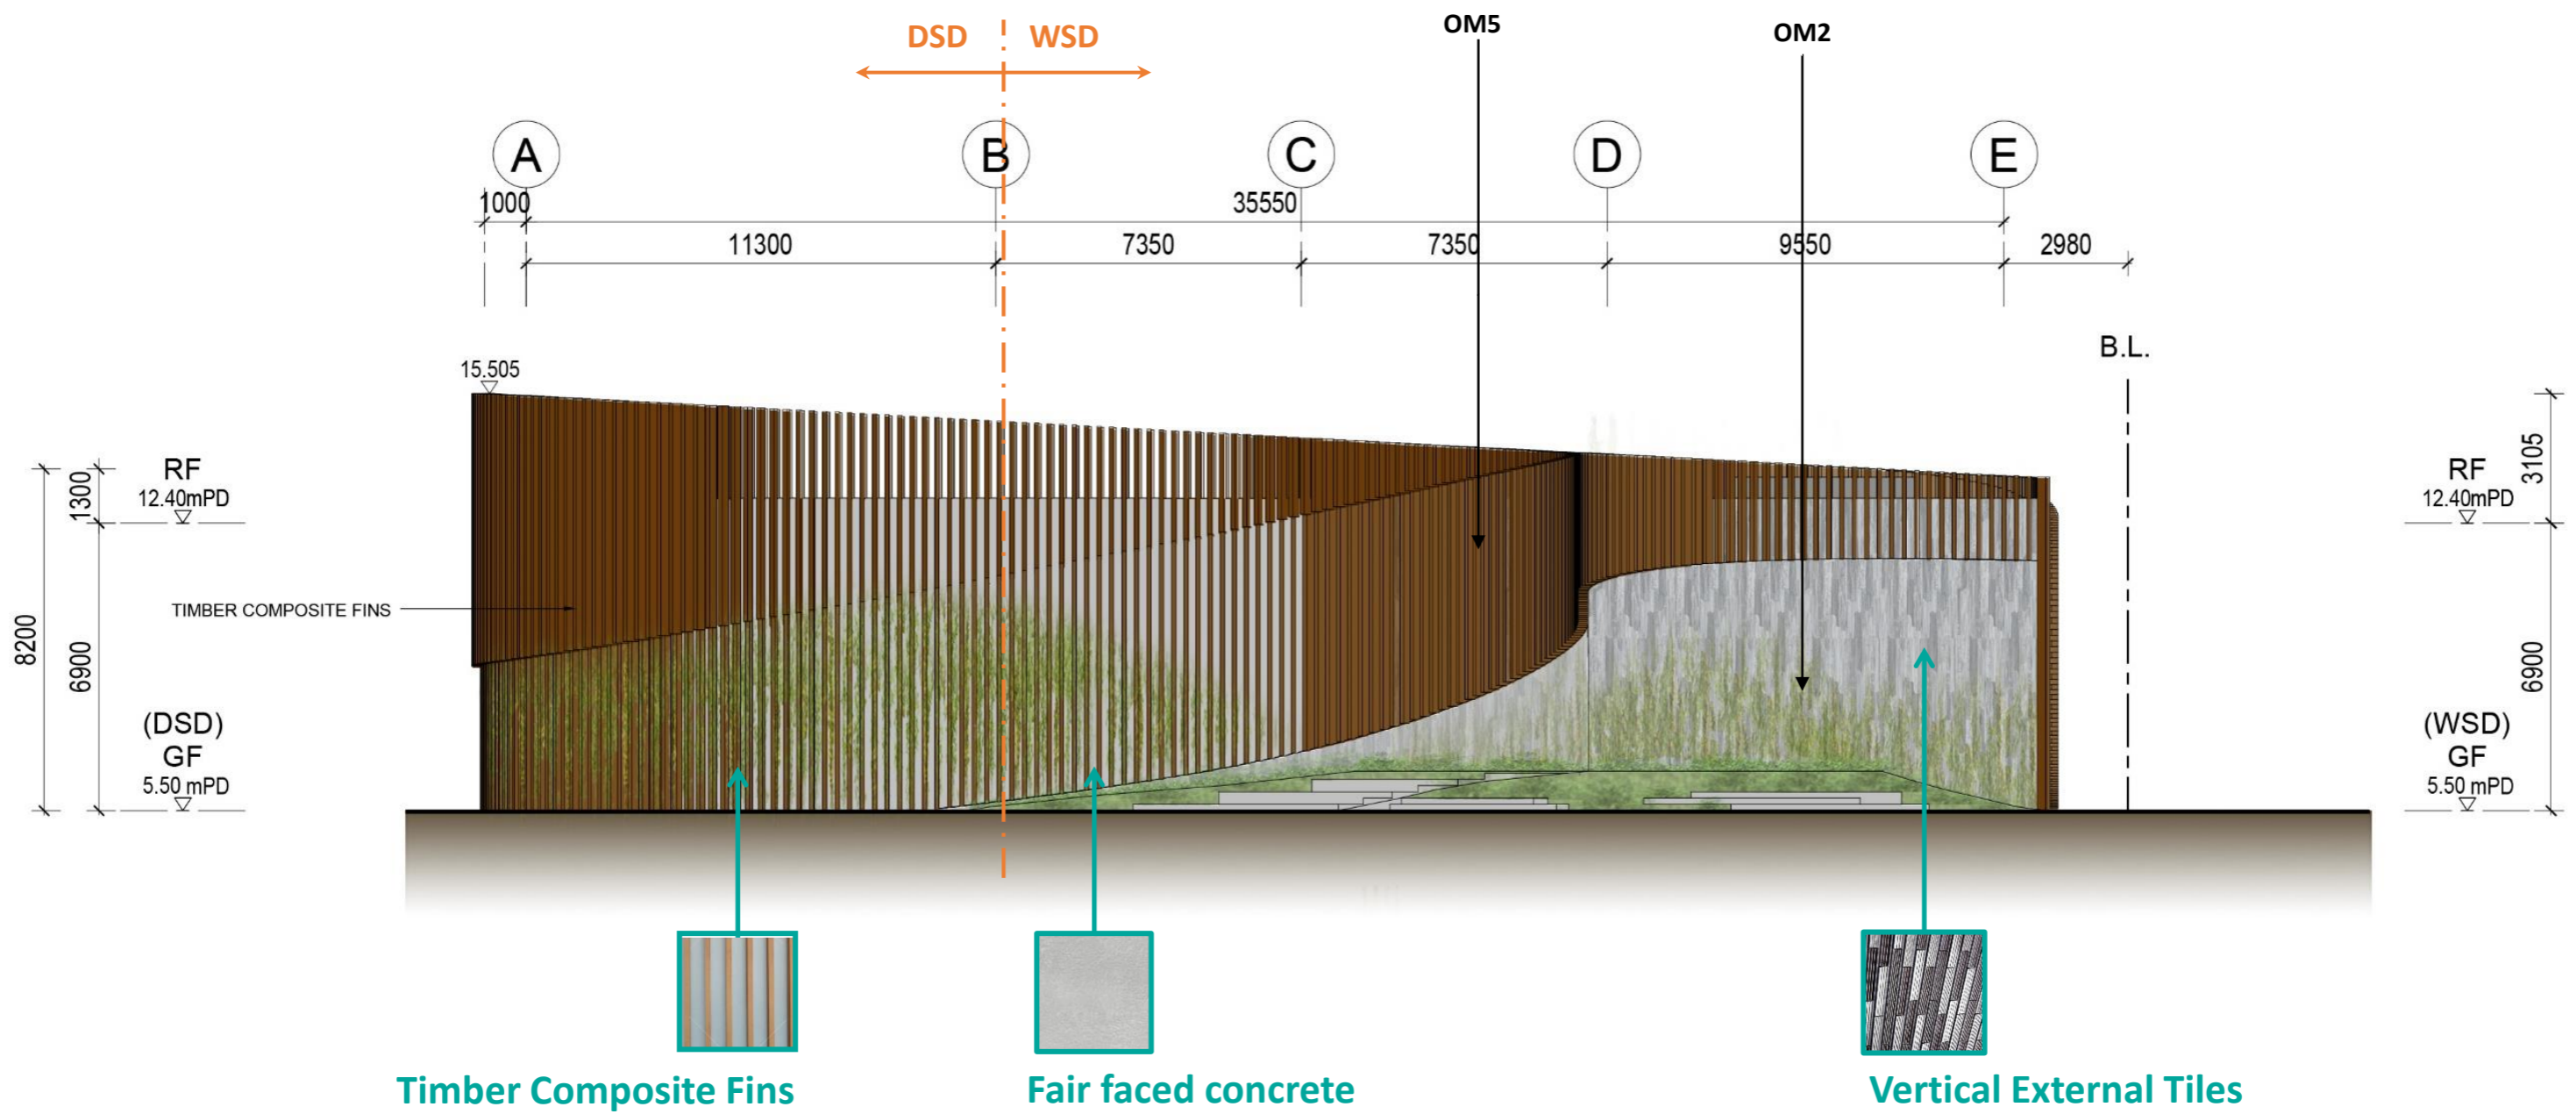 DSD WSD
OM5
OM2
A B C D E
1000 35550
11300 7350 7350 9550 2980
B.L.
15.505
RF
12.40mPD
1300
8200
6900
TIMBER COMPOSITE FINS
(DSD)
GF
5.50 mPD
RF
12.40mPD
3105
6900
(WSD)
GF
5.50 mPD
Timber Composite Fins
Fair faced concrete
Vertical External Tiles